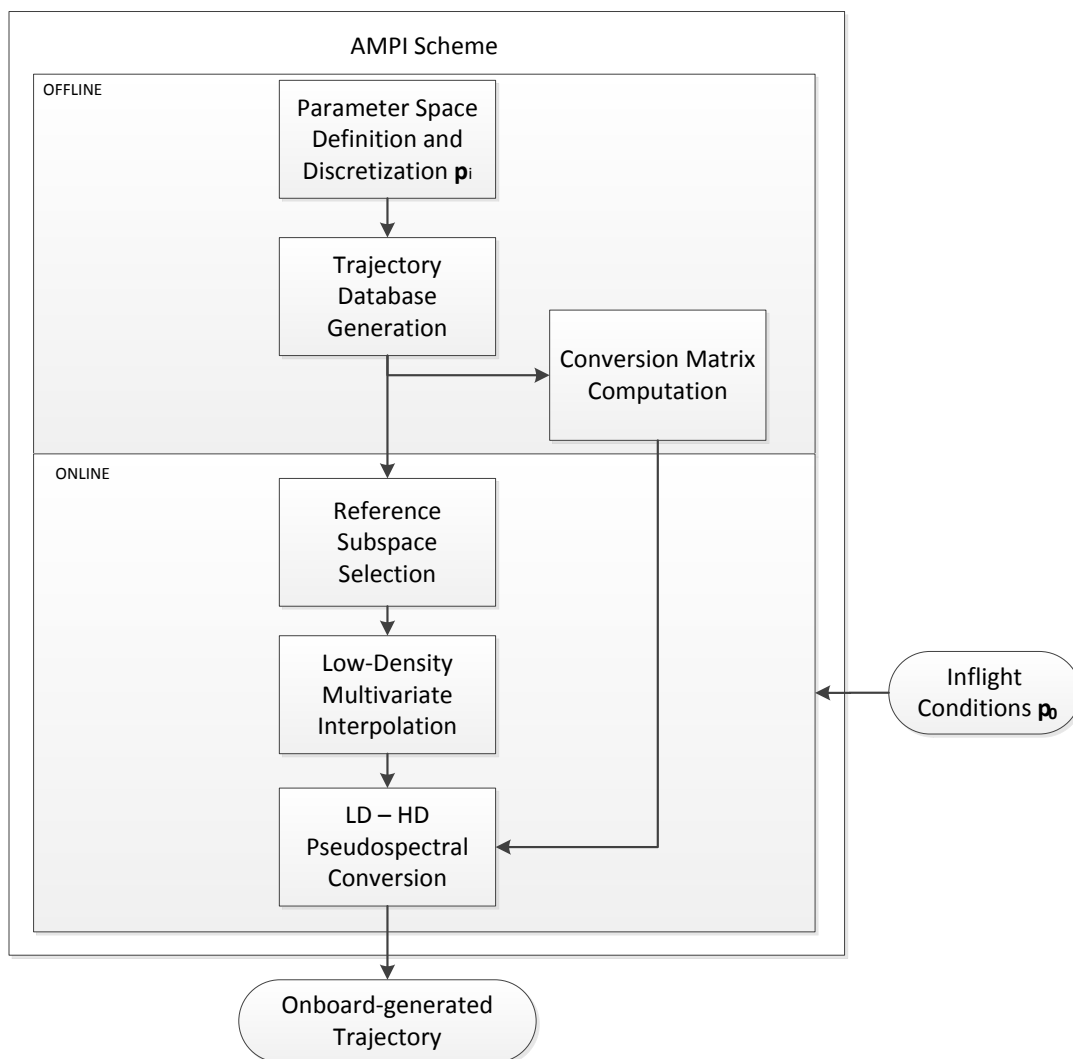 AMPI Scheme
OFFLINE
Parameter Space
Definition and
Discretization pi
Trajectory
Database
Generation
Conversion Matrix
Computation
ONLINE
Reference
Subspace
Selection
Low-Density
Multivariate
Interpolation
Inflight
Conditions p0
LD – HD
Pseudospectral
Conversion
Onboard-generated
Trajectory